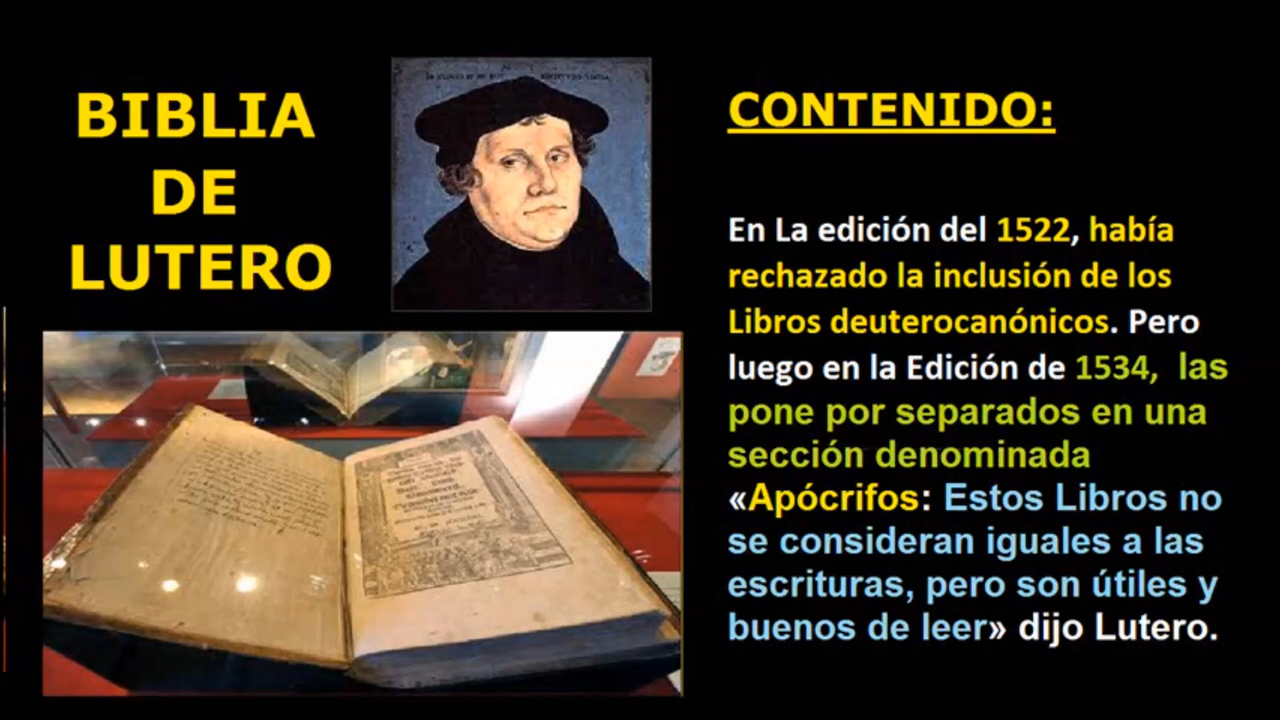 BIBLIA
DE
LUTERO
CONTENIDO:
En La edición del 1522, había
rechazado la inclusión de los
Libros deuterocanónicos. Pero
luego en la Edición de 1534, las
pone por separados en una
sección denominada
«Apócrifos: Estos Libros no
se consideran iguales a las
escrituras, pero son útiles y
buenos de leer» dijo Lutero.